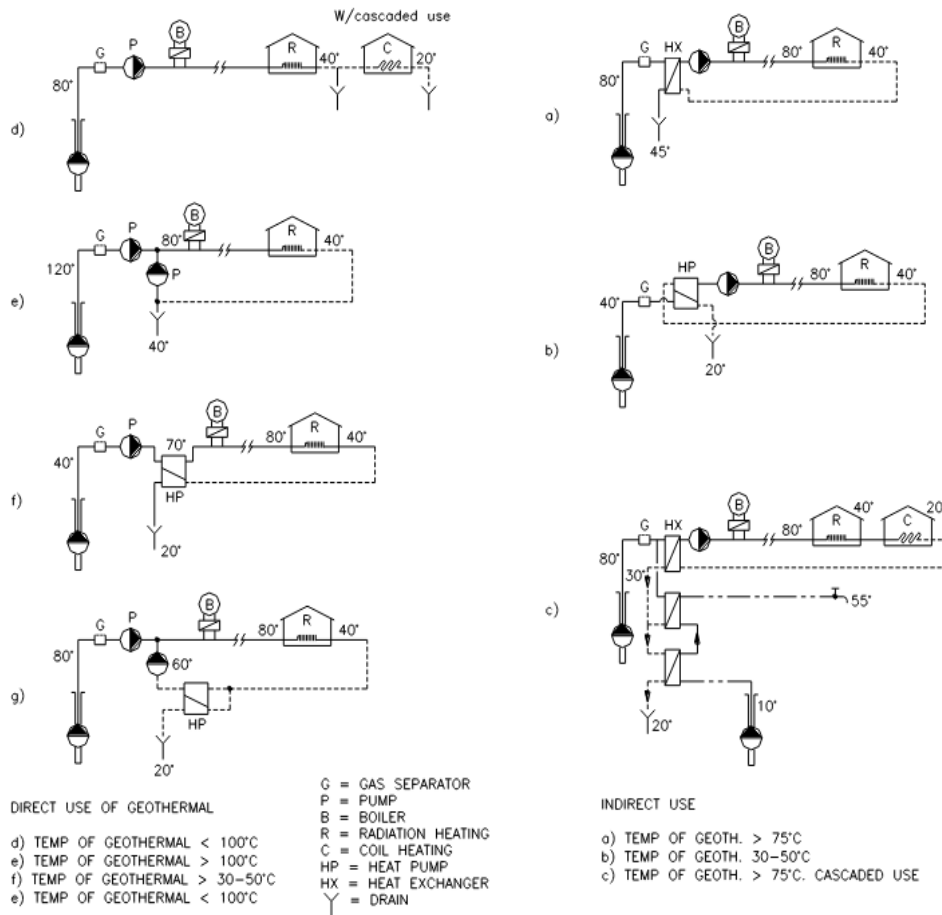 W/cascaded use
B
P
G
R
C
40°
20°
80°
d)
G
HX
B
80°
R
40°
80°
a)
45°
B
P
G
80°
R
40°
120°
P
e)
40°
B
HP
G
80°
R
40°
40°
b)
20°
B
P
G
70°
80°
R
40°
40°
HP
f)
20°
B
G
HX
80°
R
40°
C
20°
80°
30°
c)
55°
10°
20°
B
P
G
80°
R
40°
80°
60°
g)
HP
20°
DIRECT USE OF GEOTHERMAL
d) TEMP OF GEOTHERMAL < 100°C
e) TEMP OF GEOTHERMAL > 100°C
f) TEMP OF GEOTHERMAL > 30-50°C
e) TEMP OF GEOTHERMAL < 100°C
G = GAS SEPARATOR
P = PUMP
B = BOILER
R = RADIATION HEATING
C = COIL HEATING
HP = HEAT PUMP
HX = HEAT EXCHANGER
= DRAIN
INDIRECT USE
a) TEMP OF GEOTH. > 75°C
b) TEMP OF GEOTH. 30-50°C
c) TEMP OF GEOTH. > 75°C. CASCADED USE